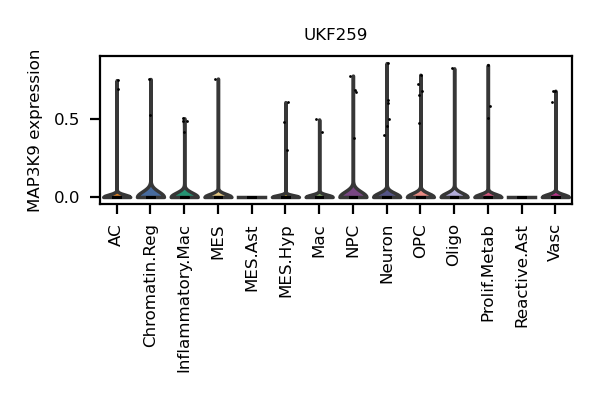 UKF259
MAP3K9 expression
0.5
0.0
AC
Chromatin.Reg
Inflammatory.Mac
MES
MES.Ast
MES.Hyp
Mac
NPC
Neuron
OPC
Oligo
Prolif.Metab
Reactive.Ast
Vasc